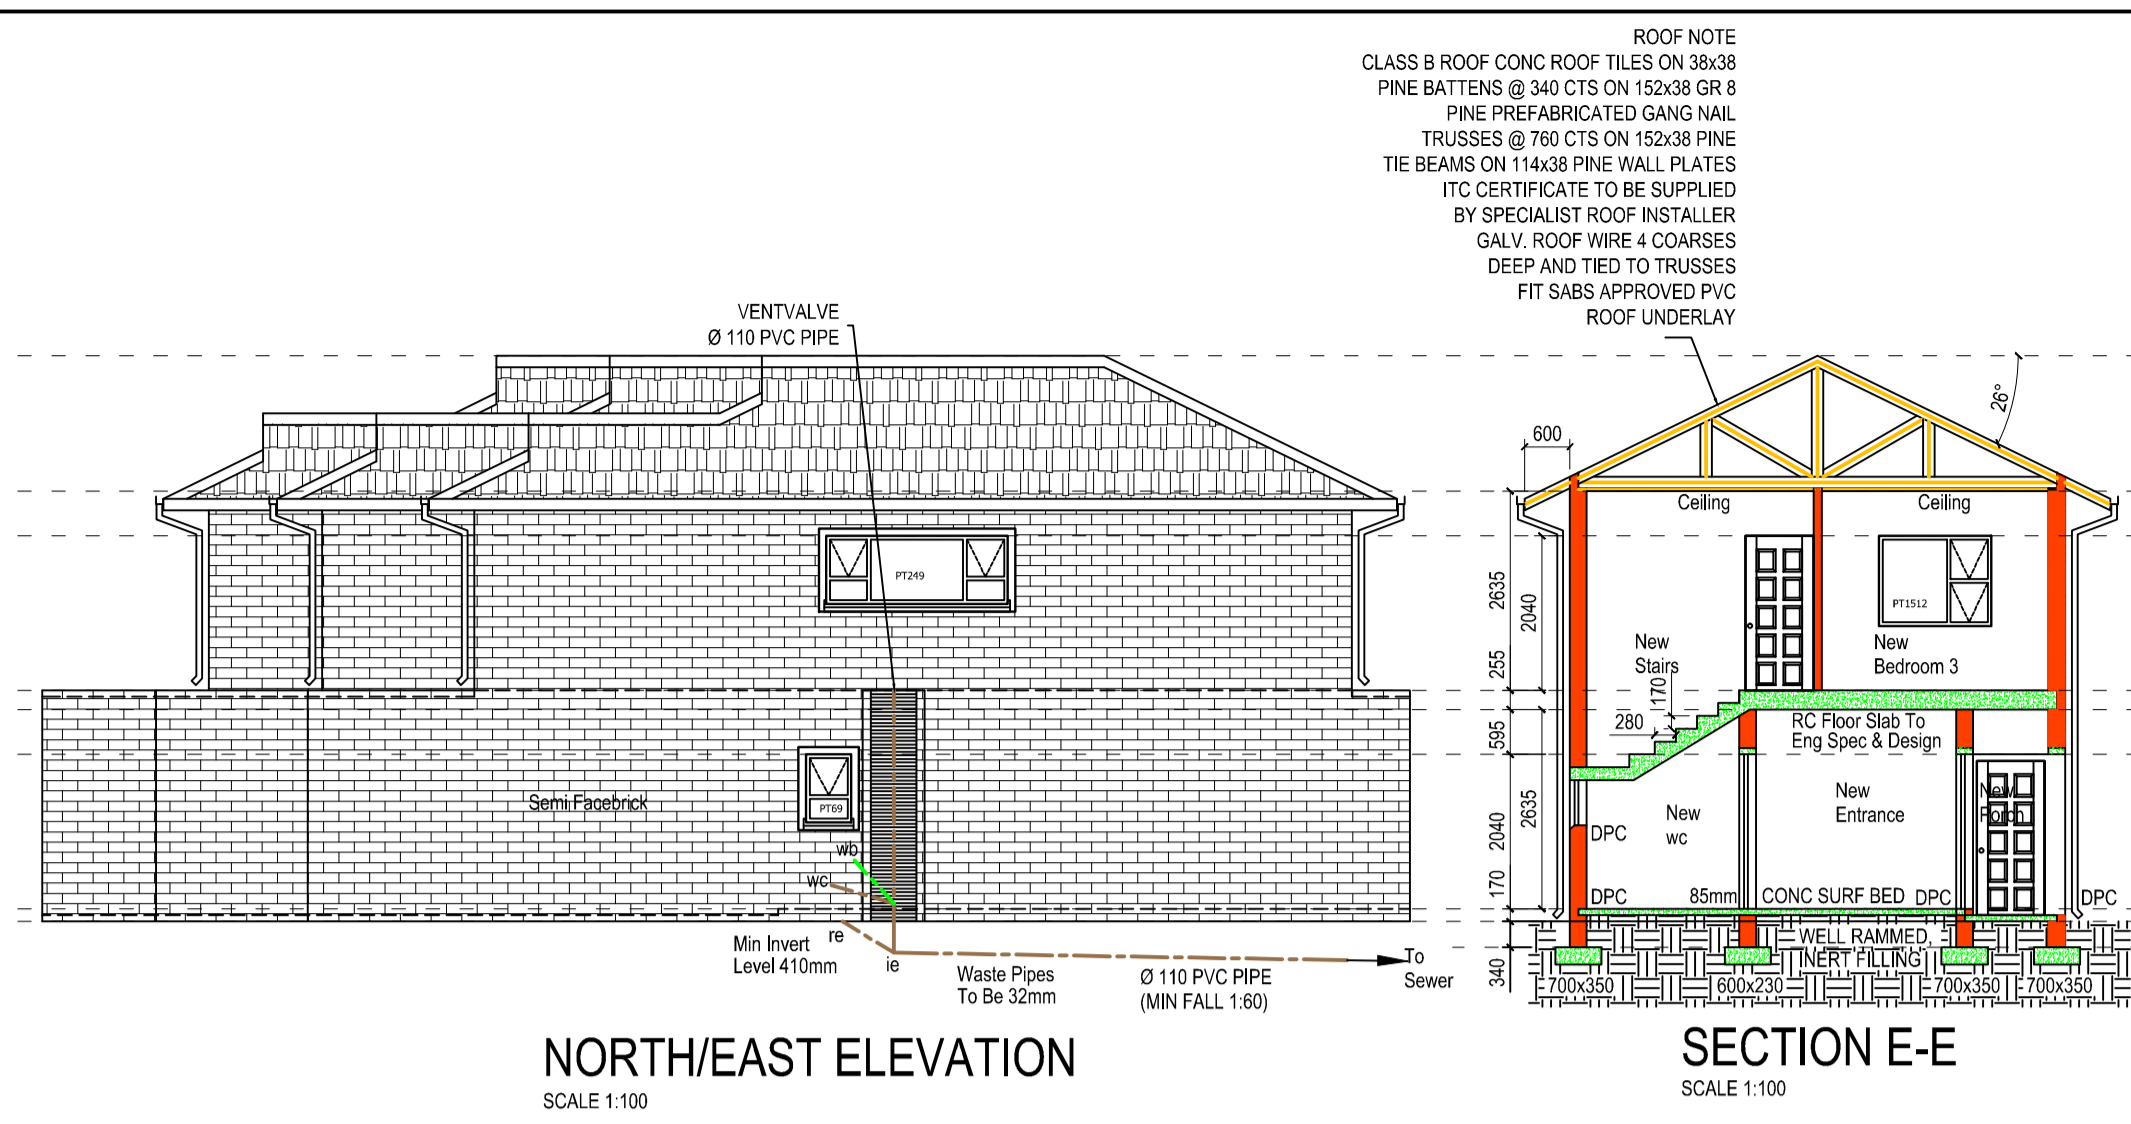 ROOF NOTE
CLASS B ROOF CONC ROOF TILES ON 38x38
PINE BATTENS @ 340 CTS ON 152x38 GR 8
PINE PREFABRICATED GANG NAIL
TRUSSES @ 760 CTS ON 152x38 PINE
TIE BEAMS ON 114x38 PINE WALL PLATES
ITC CERTIFICATE TO BE SUPPLIED
BY SPECIALIST ROOF INSTALLER
GALV. ROOF WIRE 4 COARSES
DEEP AND TIED TO TRUSSES
FIT SABS APPROVED PVC
ROOF UNDERLAY
VENTVALVE
Ø 110 PVC PIPE
PT249
Semi Facebrick
PT69
wb
wc
re
ie
Min Invert
Level 410mm
Waste Pipes
To Be 32mm
Ø 110 PVC PIPE
(MIN FALL 1:60)
To
Sewer
NORTH/EAST ELEVATION
SCALE 1:100
26°
600
Ceiling
Ceiling
2635
2040
255
PT1512
New
Stairs
New
Bedroom 3
170
280
595
RC Floor Slab To
Eng Spec & Design
2635
2040
170
340
New
wc
New
Entrance
New
Porch
DPC
DPC
85mm
CONC SURF BED
DPC
DPC
WELL RAMMED,
INERT FILLING
700x350
600x230
700x350
700x350
SECTION E-E
SCALE 1:100